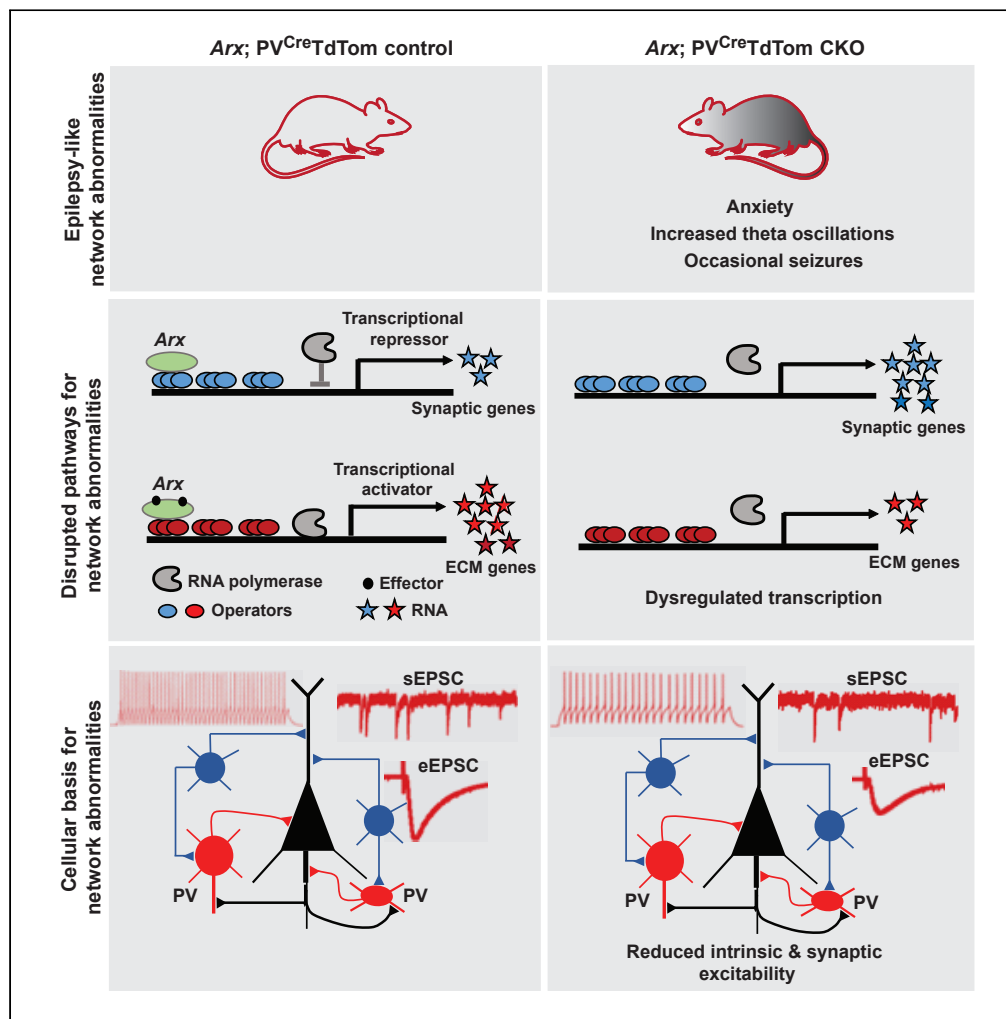 Arx; PVCreTdTom control
Arx; PVCreTdTom CKO
Epilepsy-like
network abnormalities
Anxiety
Increased theta oscillations
Occasional seizures
Disrupted pathways for
network abnormalities
Arx
Transcriptional
repressor
Synaptic genes
Arx
Transcriptional
activator
ECM genes
RNA polymerase
Effector
Operators
RNA
Synaptic genes
ECM genes
Dysregulated transcription
Cellular basis for
network abnormalities
sEPSC
eEPSC
PV
PV
sEPSC
eEPSC
PV
PV
Reduced intrinsic & synaptic
excitability